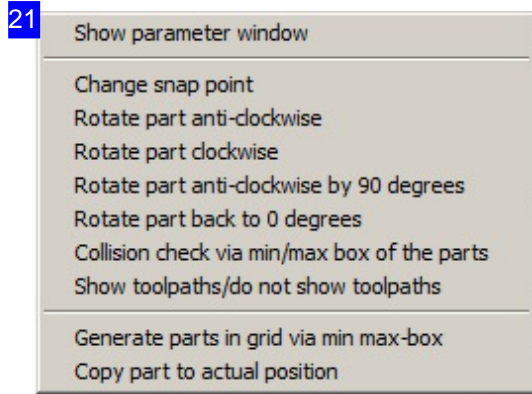 21
Show parameter window
Change snap point
Rotate part anti-clockwise
Rotate part clockwise
Rotate part anti-clockwise by 90 degrees
Rotate part back to 0 degrees
Collision check via min/max box of the parts
Show toolpaths/do not show toolpaths
Generate parts in grid via min max-box
Copy part to actual position